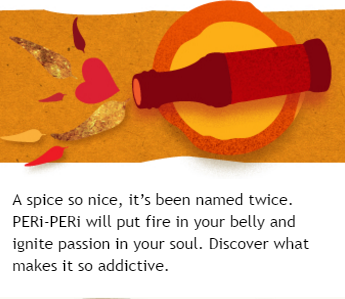 A spice so nice, it’s been named twice.
PERi-PERi will put fire in your belly and
ignite passion in your soul. Discover what
makes it so addictive.